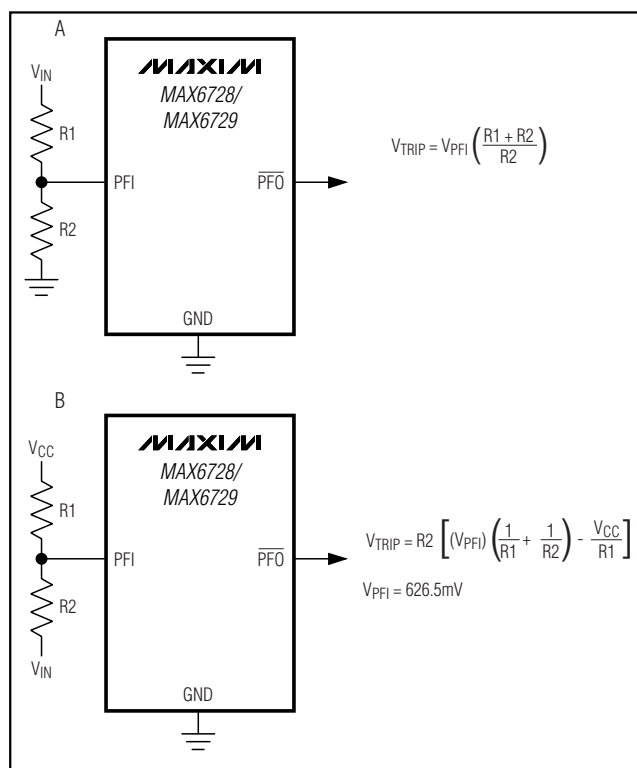 A
VIN
MAXIM
MAX6728/
MAX6729
R1
VTRIP = VPFI (R1 + R2 / R2)
PFI
PFO
R2
GND
B
VCC
MAXIM
MAX6728/
MAX6729
R1
VTRIP = R2 [(VPFI) (1/R1 + 1/R2) - VCC/R1]
PFI
PFO
R2
VPFI = 626.5mV
VIN
GND